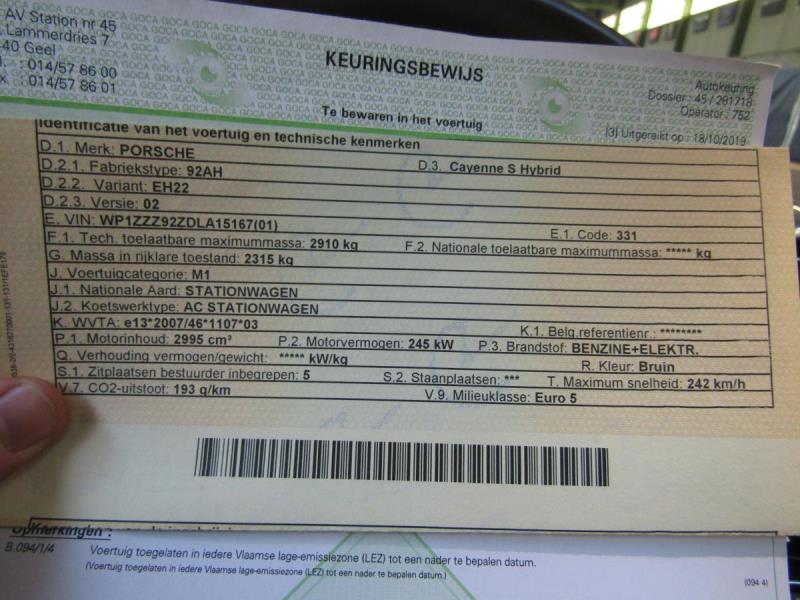 AV Station nr 45
Lammerdries 7
40 Geel
: 014/57 86 00
x : 014/57 86 01
KEURINGSBEWIJS
Te bewaren in het voertuig
Autokeuring
Dossier : 45 / 281718
Operator : 752
(3) Uitgereikt op : 18/10/2019
Identificatie van het voertuig en technische kenmerken
D.1. Merk: PORSCHE
D.2.1. Fabriekstype: 92AH D.3. Cayenne S Hybrid
D.2.2. Variant: EH22
D.2.3. Versie: 02
E. VIN: WP1ZZZ92ZDLA15167(01) E.1. Code: 331
F.1. Tech. toelaatbare maximummassa: 2910 kg F.2. Nationale toelaatbare maximummassa: ***** kg
G. Massa in rijklare toestand: 2315 kg
J. Voertuigcategorie: M1
J.1. Nationale Aard: STATIONWAGEN
J.2. Koetswerktype: AC STATIONWAGEN
K. WVTA: e13*2007/46*1107*03 K.1. Belg.referentienr.: ********
P.1. Motorinhoud: 2995 cm³ P.2. Motorvermogen: 245 kW P.3. Brandstof: BENZINE+ELEKTR.
Q. Verhouding vermogen/gewicht: ***** kW/kg R. Kleur: Bruin
S.1. Zitplaatsen bestuurder inbegrepen: 5 S.2. Staanplaatsen: *** T. Maximum snelheid: 242 km/h
V.7. CO2-uitstoot: 193 g/km V.9. Milieuklasse: Euro 5
Opmerkingen :
B.094/1/4 Voertuig toegelaten in iedere Vlaamse lage-emissiezone (LEZ) tot een nader te bepalen datum.
(Voertuig toegelaten in iedere Vlaamse lage-emissiezone (LEZ) tot een nader te bepalen datum.)
(094 4)